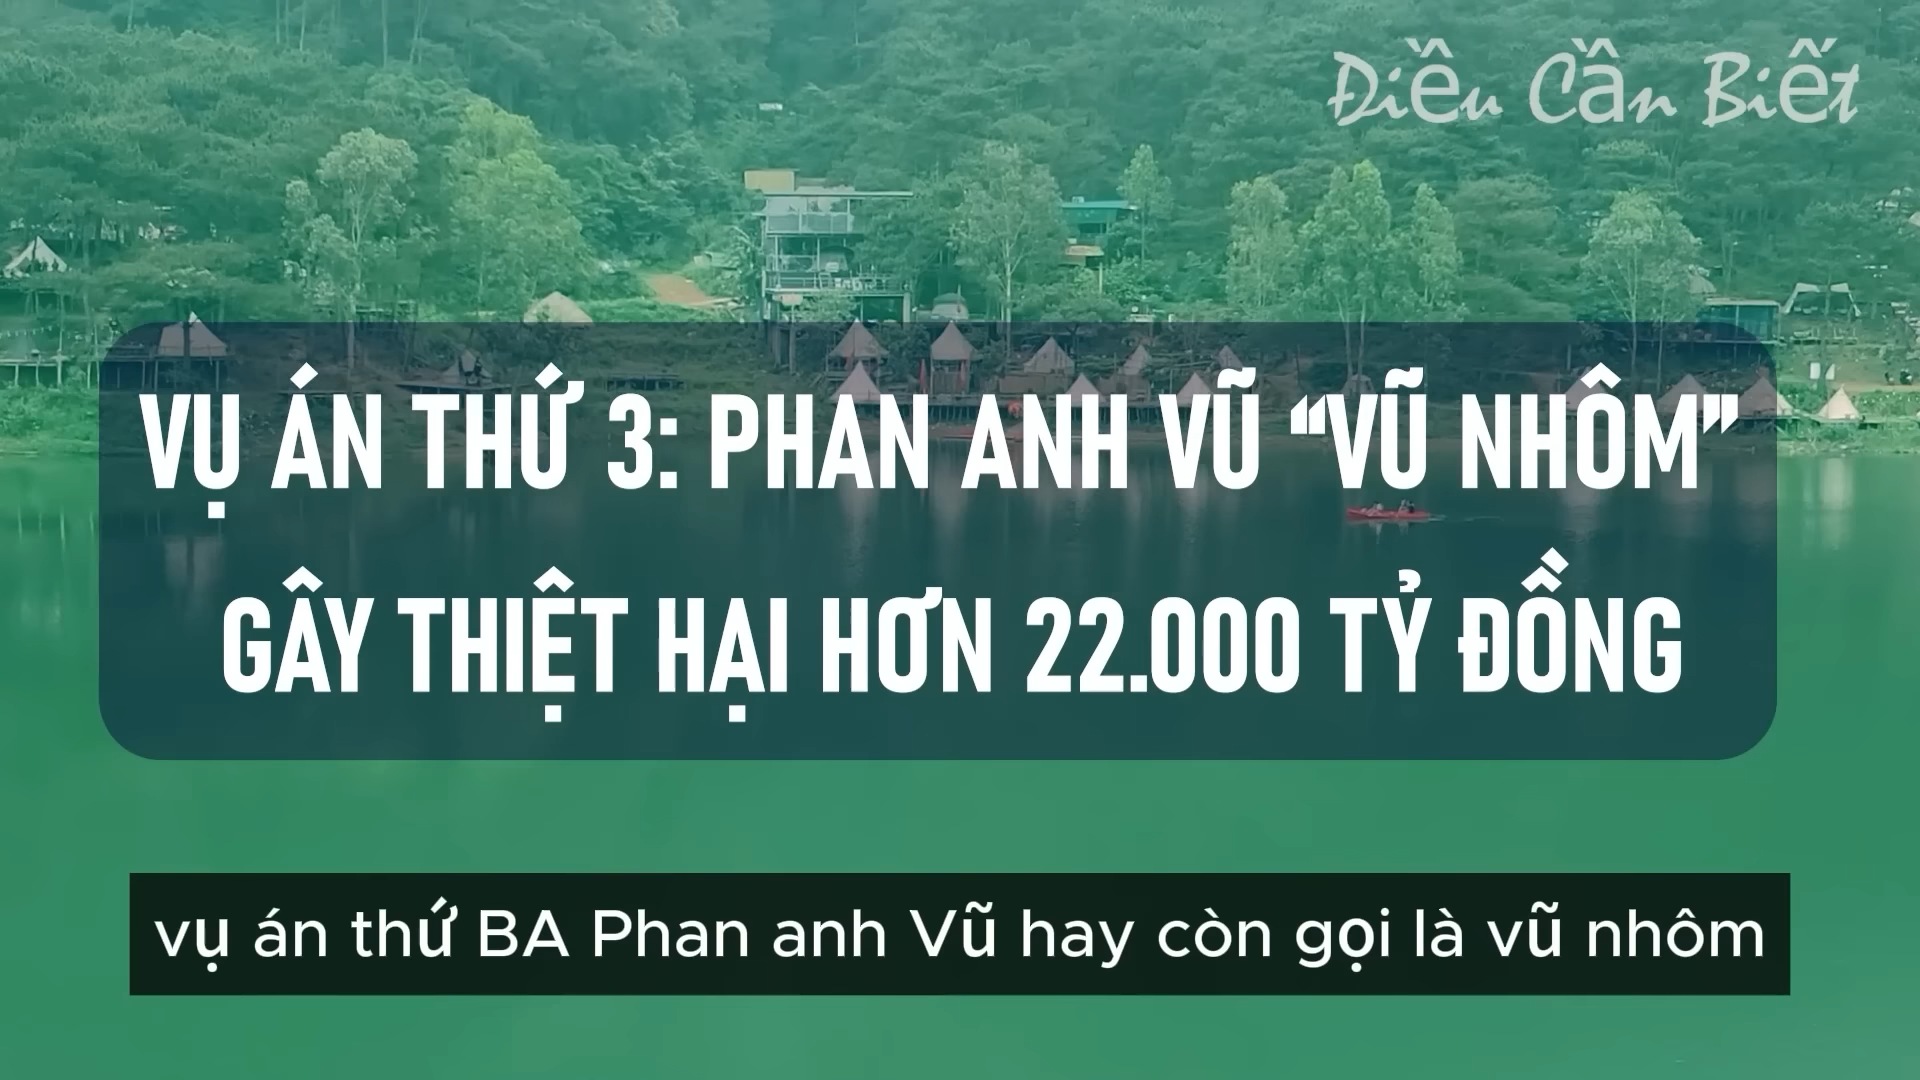 Điều Cần Biết
VỤ ÁN THỨ 3: PHAN ANH VŨ “VŨ NHÔM”
GÂY THIỆT HẠI HƠN 22.000 TỶ ĐỒNG
vụ án thứ BA Phan anh Vũ hay còn gọi là vũ nhôm